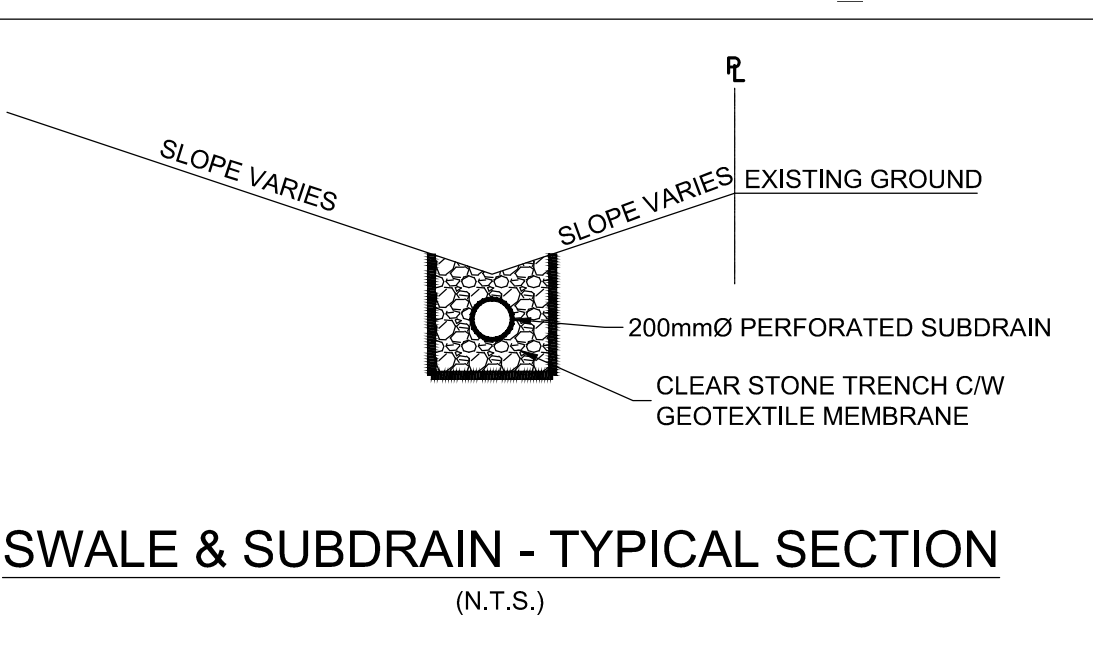 PL
SLOPE VARIES
SLOPE VARIES
EXISTING GROUND
200mmØ PERFORATED SUBDRAIN
CLEAR STONE TRENCH C/W
GEOTEXTILE MEMBRANE
SWALE & SUBDRAIN - TYPICAL SECTION
(N.T.S.)